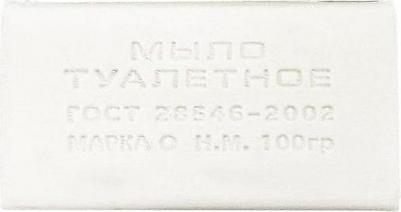 МЫЛО
ТУАЛЕТНОЕ
ГОСТ 28546-2002
МАРКА О Н.М. 100гр